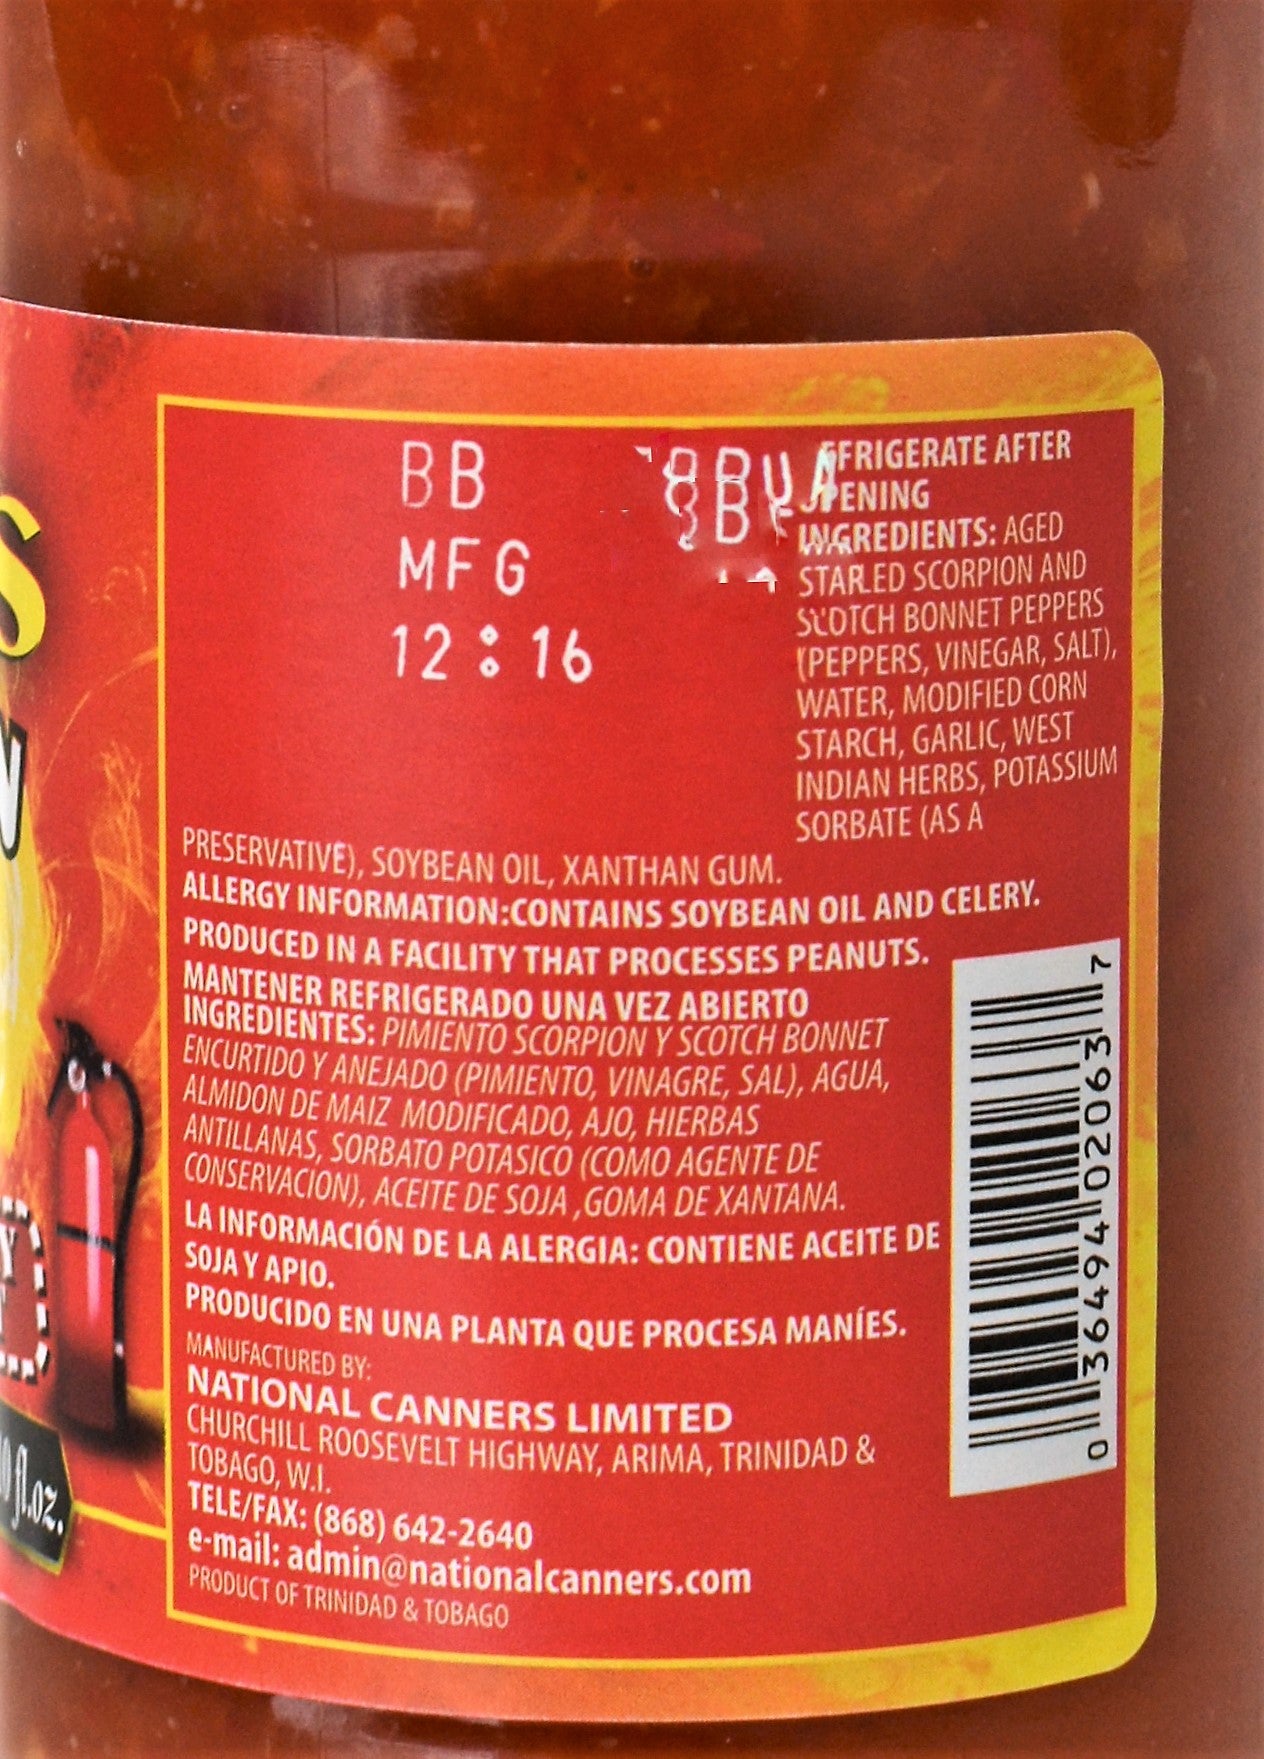 BB
MFG
12:16
REFRIGERATE AFTER
OPENING
INGREDIENTS: AGED
SCORPION AND
SCOTCH BONNET PEPPERS
(PEPPERS, VINEGAR, SALT),
WATER, MODIFIED CORN
STARCH, GARLIC, WEST
INDIAN HERBS, POTASSIUM
SORBATE (AS A
PRESERVATIVE), SOYBEAN OIL, XANTHAN GUM.
ALLERGY INFORMATION:CONTAINS SOYBEAN OIL AND CELERY.
PRODUCED IN A FACILITY THAT PROCESSES PEANUTS.
MANTENER REFRIGERADO UNA VEZ ABIERTO
INGREDIENTES: PIMIENTO SCORPION Y SCOTCH BONNET
ENCURTIDO Y ANEJADO (PIMIENTO, VINAGRE, SAL), AGUA,
ALMIDON DE MAIZ MODIFICADO, AJO, HIERBAS
ANTILLANAS, SORBATO POTASICO (COMO AGENTE DE
CONSERVACION), ACEITE DE SOJA ,GOMA DE XANTANA.
LA INFORMACIÓN DE LA ALERGIA: CONTIENE ACEITE DE
SOJA Y APIO.
PRODUCIDO EN UNA PLANTA QUE PROCESA MANÍES.
MANUFACTURED BY:
NATIONAL CANNERS LIMITED
CHURCHILL ROOSEVELT HIGHWAY, ARIMA, TRINIDAD &
TOBAGO, W.I.
TELE/FAX: (868) 642-2640
e-mail: admin@nationalcanners.com
PRODUCT OF TRINIDAD & TOBAGO
0 36494 02063 7
fl.oz.